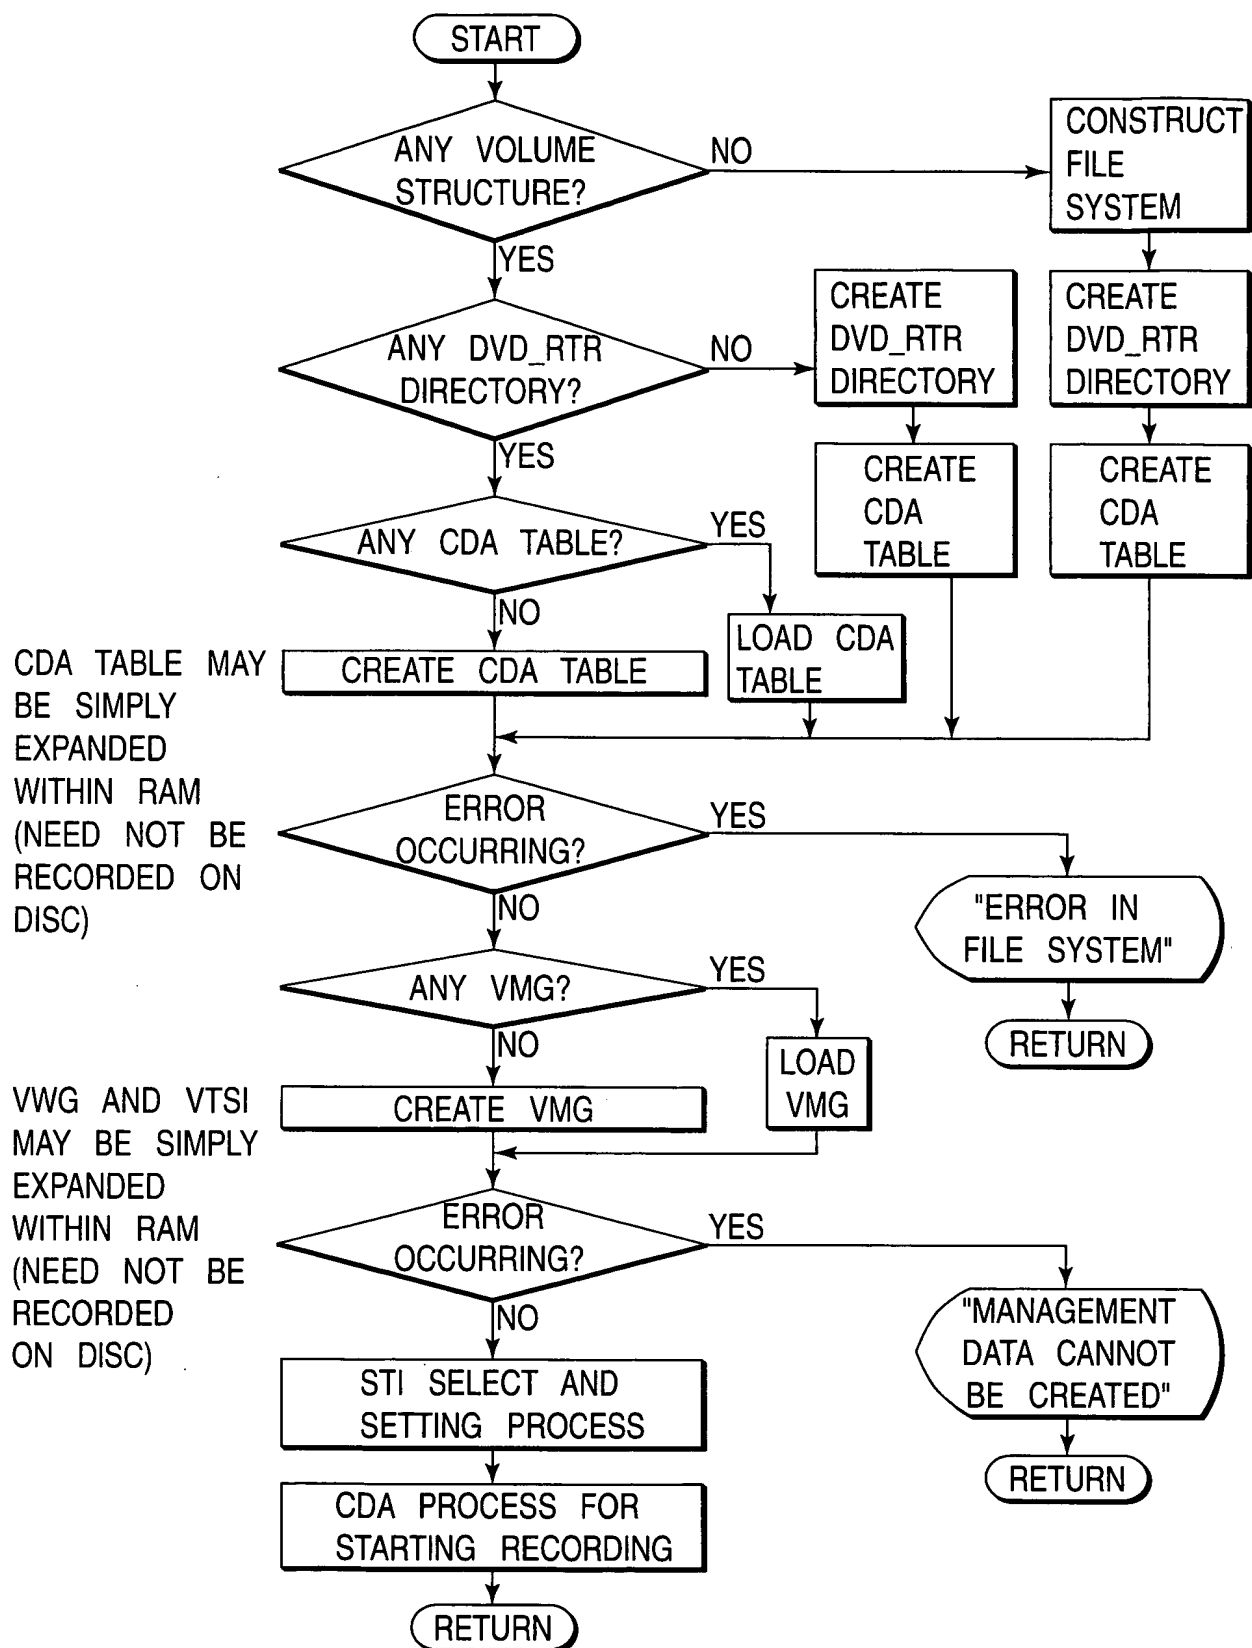 START
ANY VOLUME
STRUCTURE?
NO
CONSTRUCT
FILE
SYSTEM
YES
ANY DVD_RTR
DIRECTORY?
NO
CREATE
DVD_RTR
DIRECTORY
CREATE
DVD_RTR
DIRECTORY
YES
ANY CDA TABLE?
YES
CREATE
CDA
TABLE
CREATE
CDA
TABLE
NO
LOAD CDA
TABLE
CREATE CDA TABLE
CDA TABLE MAY
BE SIMPLY
EXPANDED
WITHIN RAM
(NEED NOT BE
RECORDED ON
DISC)
ERROR
OCCURRING?
YES
"ERROR IN
FILE SYSTEM"
RETURN
NO
ANY VMG?
YES
LOAD
VMG
NO
CREATE VMG
VWG AND VTSI
MAY BE SIMPLY
EXPANDED
WITHIN RAM
(NEED NOT BE
RECORDED
ON DISC)
ERROR
OCCURRING?
YES
"MANAGEMENT
DATA CANNOT
BE CREATED"
RETURN
NO
STI SELECT AND
SETTING PROCESS
CDA PROCESS FOR
STARTING RECORDING
RETURN